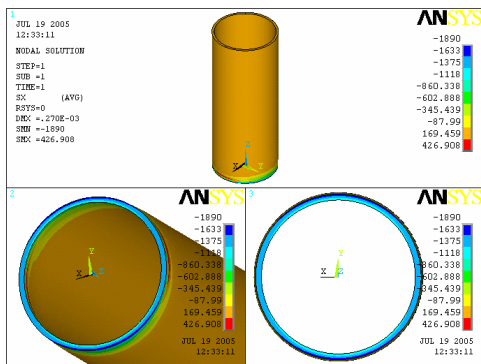 1
JUL 19 2005
12:33:11
NODAL SOLUTION
STEP=1
SUB =1
TIME=1
SX (AVG)
RSYS=0
DMX =.270E-03
SMN =-1890
SMX =426.908
ANSYS
-1890
-1633
-1375
-1118
-860.338
-602.888
-345.439
-87.99
169.459
426.908
Z
X Y
2
ANSYS
-1890
-1633
-1375
-1118
-860.338
-602.888
-345.439
-87.99
169.459
426.908
Y
X Z
JUL 19 2005
12:33:11
3
ANSYS
-1890
-1633
-1375
-1118
-860.338
-602.888
-345.439
-87.99
169.459
426.908
Y
X Z
JUL 19 2005
12:33:11